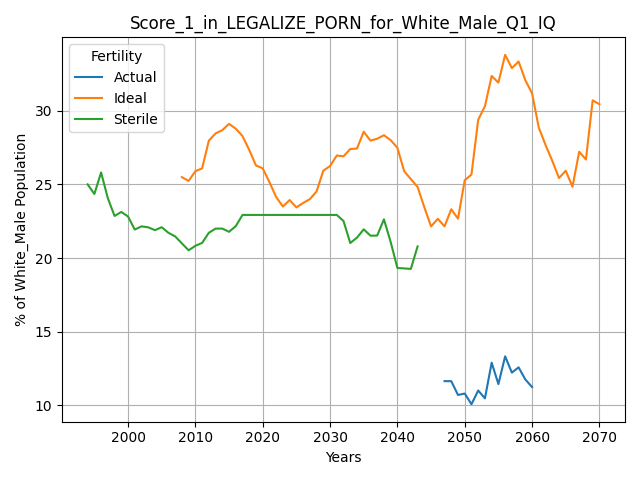 Score_1_in_LEGALIZE_PORN_for_White_Male_Q1_IQ
Fertility
Actual
Ideal
Sterile
% of White_Male Population
30
25
20
15
10
2000 2010 2020 2030 2040 2050 2060 2070
Years